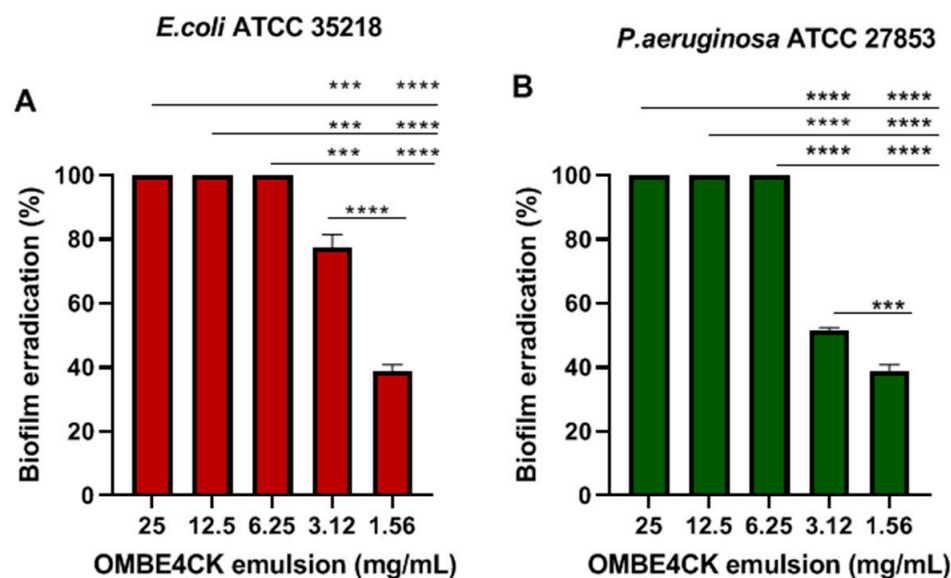 E.coli ATCC 35218
P.aeruginosa ATCC 27853
A
*** ****
*** ****
*** ****
****
Biofilm erradication (%)
100
80
60
40
20
0
25 12.5 6.25 3.12 1.56
OMBE4CK emulsion (mg/mL)
B
**** ****
**** ****
**** ****
***
Biofilm erradication (%)
100
80
60
40
20
0
25 12.5 6.25 3.12 1.56
OMBE4CK emulsion (mg/mL)